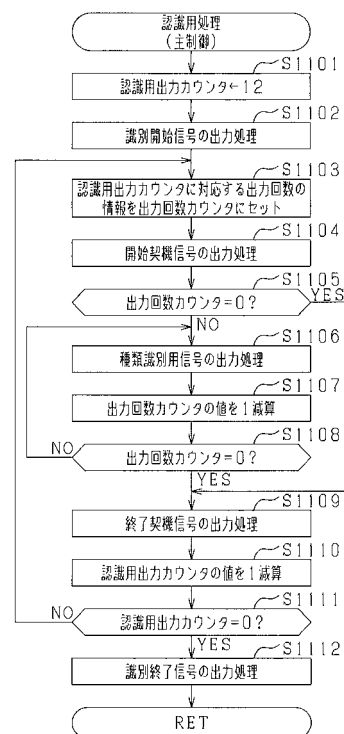 認識用処理
(主制御)
S1101
認識用出力カウンタ←12
S1102
識別開始信号の出力処理
S1103
認識用出力カウンタに対応する出力回数の
情報を出力回数カウンタにセット
S1104
開始契機信号の出力処理
S1105
出力回数カウンタ=0?
YES
NO
S1106
種類識別用信号の出力処理
S1107
出力回数カウンタの値を1減算
S1108
NO
出力回数カウンタ=0?
YES
S1109
終了契機信号の出力処理
S1110
認識用出力カウンタの値を1減算
S1111
NO
認識用出力カウンタ=0?
YES
S1112
識別終了信号の出力処理
RET